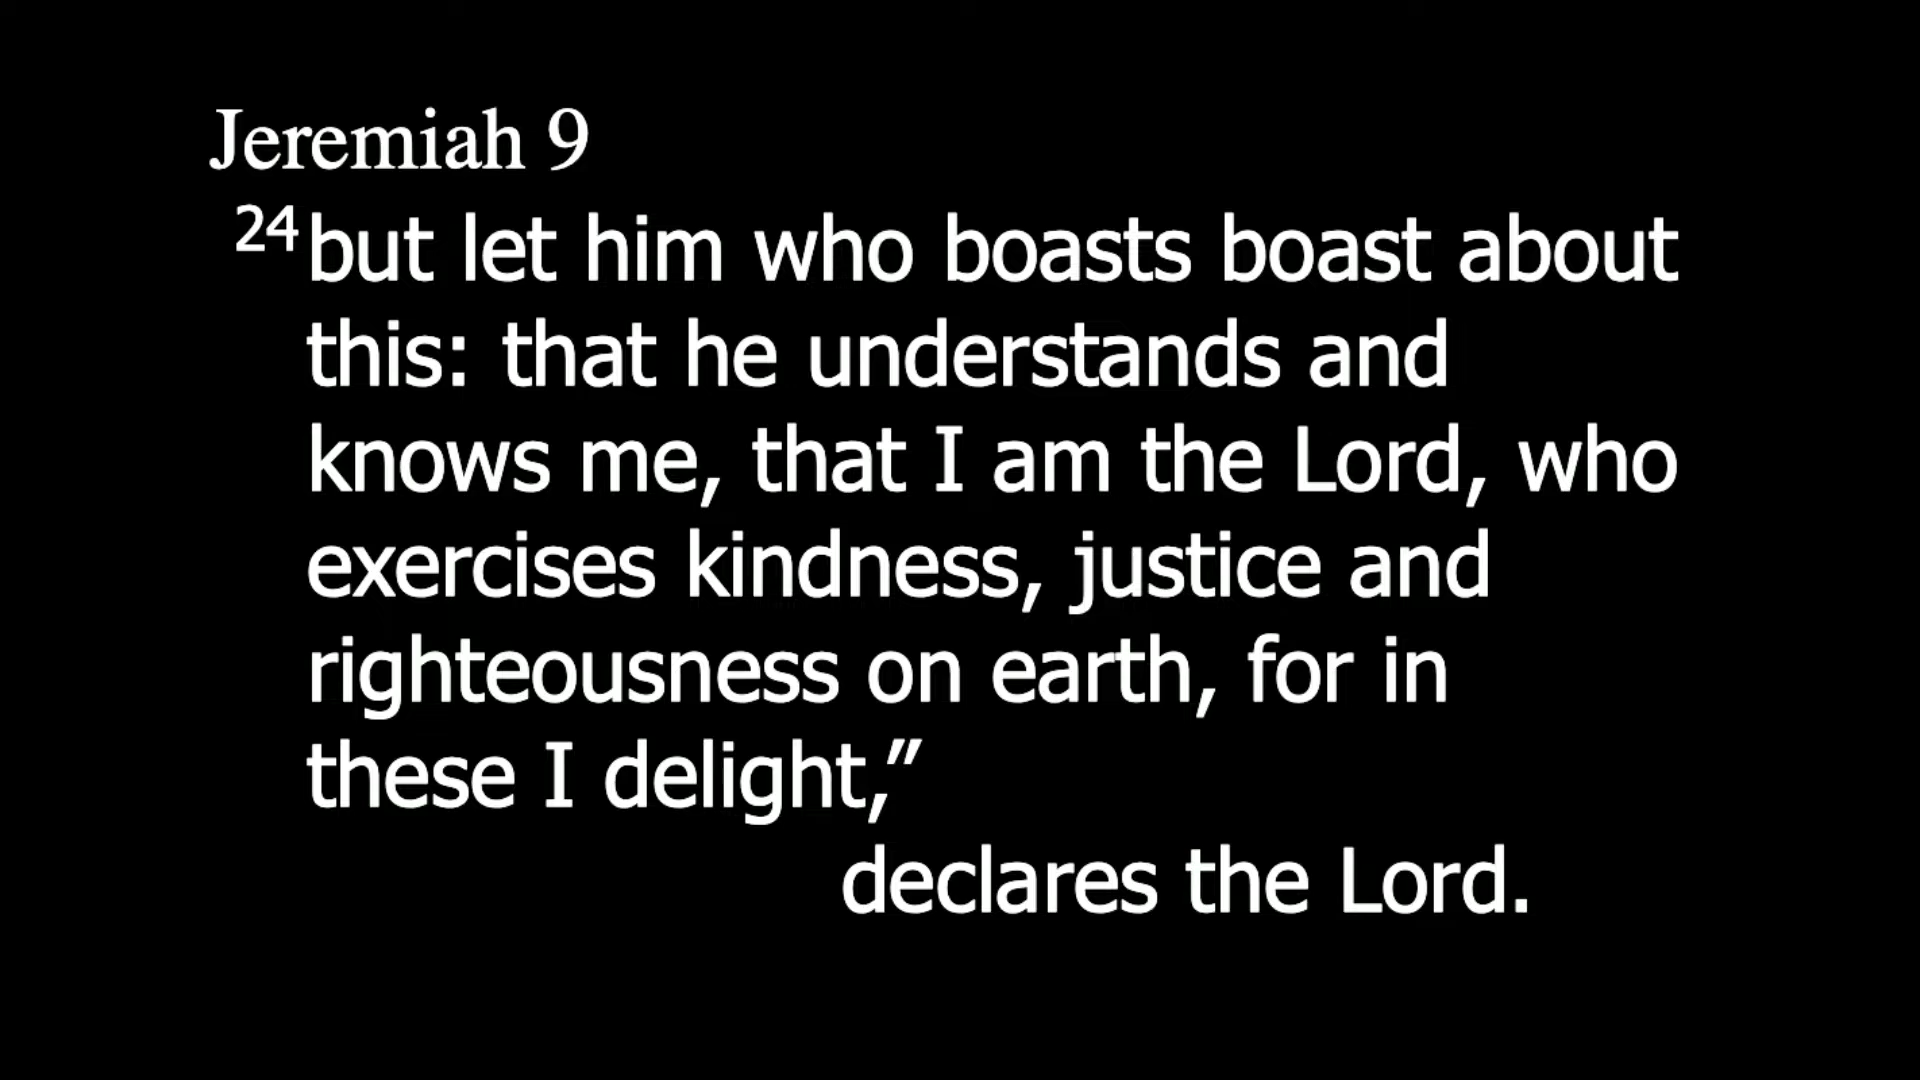 Jeremiah 9
24 but let him who boasts boast about
this: that he understands and
knows me, that I am the Lord, who
exercises kindness, justice and
righteousness on earth, for in
these I delight,”
declares the Lord.